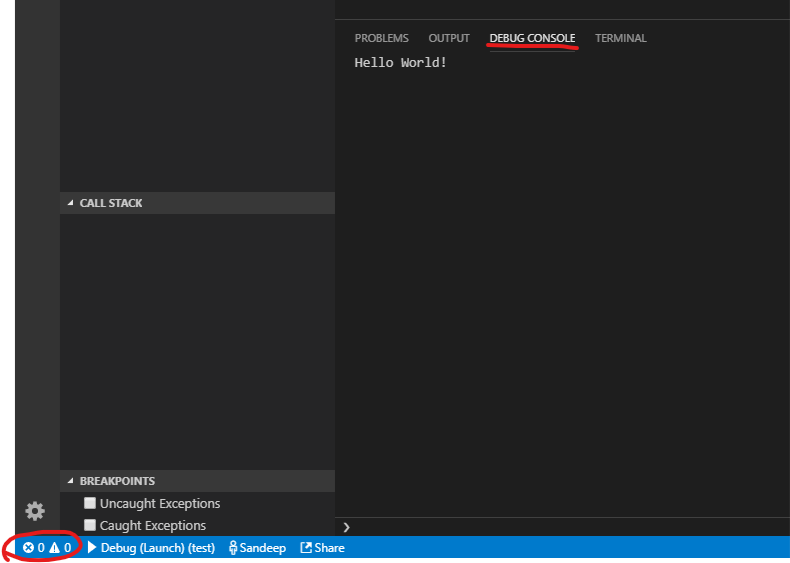 PROBLEMS OUTPUT DEBUG CONSOLE TERMINAL
Hello World!
CALL STACK
BREAKPOINTS
Uncaught Exceptions
Caught Exceptions
0 0 Debug (Launch) (test) Sandeep Share